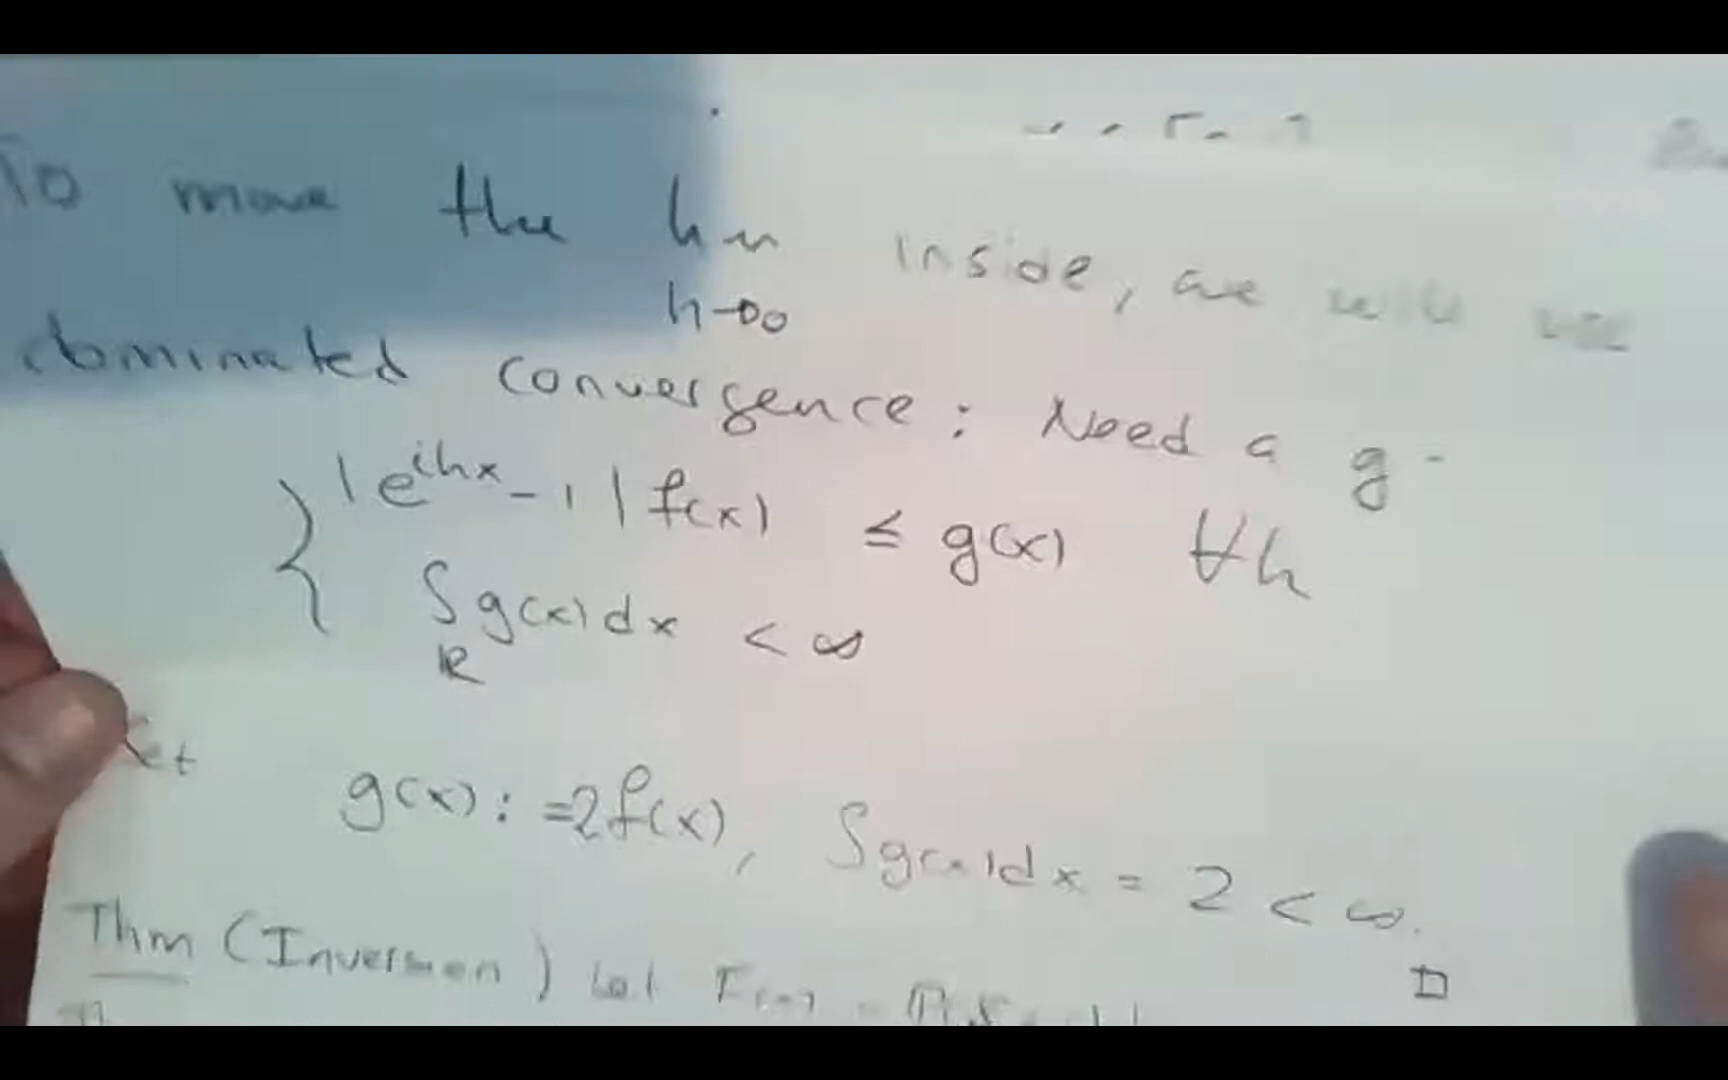 To move the lim inside, we will use
h→0
dominated convergence: Need a g -
{ |e^{ihx} - 1| f(x) ≤ g(x) ∀h
∫_ℝ g(x)dx < ∞
Let
g(x) := 2f(x), ∫g(x)dx = 2 < ∞.
□
Thm (Inversion) Let